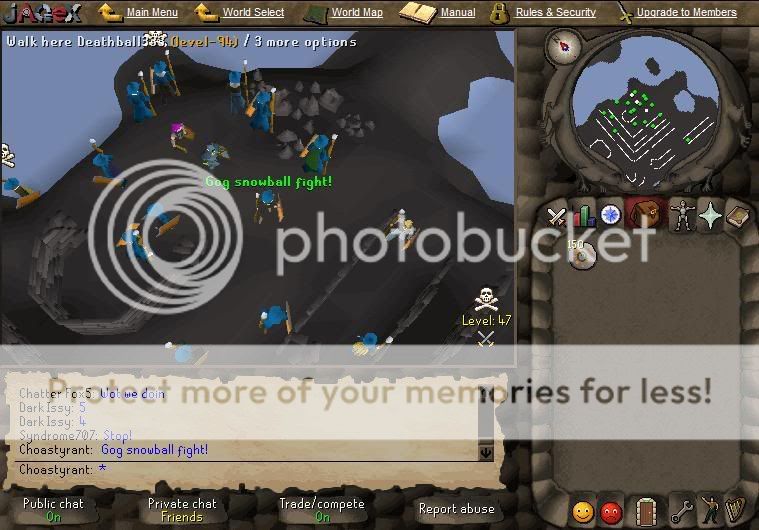 JAGEX Main Menu World Select World Map Manual Rules & Security Upgrade to Members
Walk here Deathball333 (level-94) / 3 more options
Gog snowball fight!
150
photobucket
Level: 47
Protect more of your memories for less!
Chatter Fox5: Wot we doin
DarkIssy: 5
DarkIssy: 4
Syndrome707: Stop!
Choastyrant: Gog snowball fight!
Choastyrant: *
Public chat Private chat Trade/compete Report abuse
On Friends On